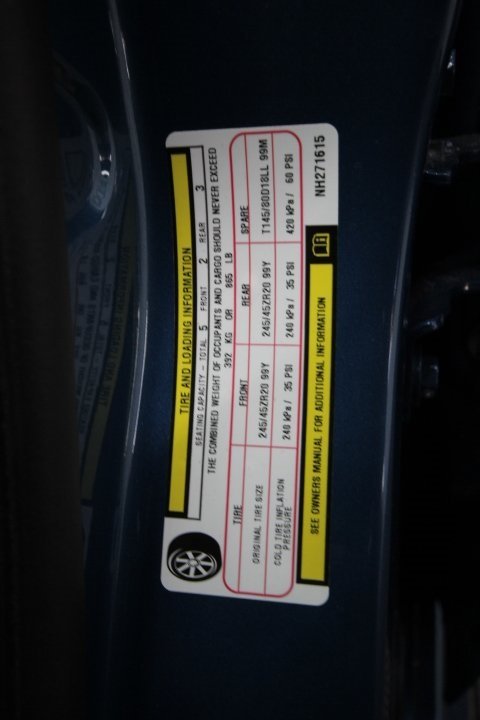 TIRE AND LOADING INFORMATION
SEATING CAPACITY - TOTAL 5 FRONT 2 REAR 3
THE COMBINED WEIGHT OF OCCUPANTS AND CARGO SHOULD NEVER EXCEED
392 KG OR 865 LB
TIRE FRONT REAR SPARE
ORIGINAL TIRE SIZE 245/45ZR20 99Y 245/45ZR20 99Y T145/80D18LL 99M
COLD TIRE INFLATION PRESSURE 240 kPa / 35 PSI 240 kPa / 35 PSI 420 kPa / 60 PSI
SEE OWNERS MANUAL FOR ADDITIONAL INFORMATION
NH271615